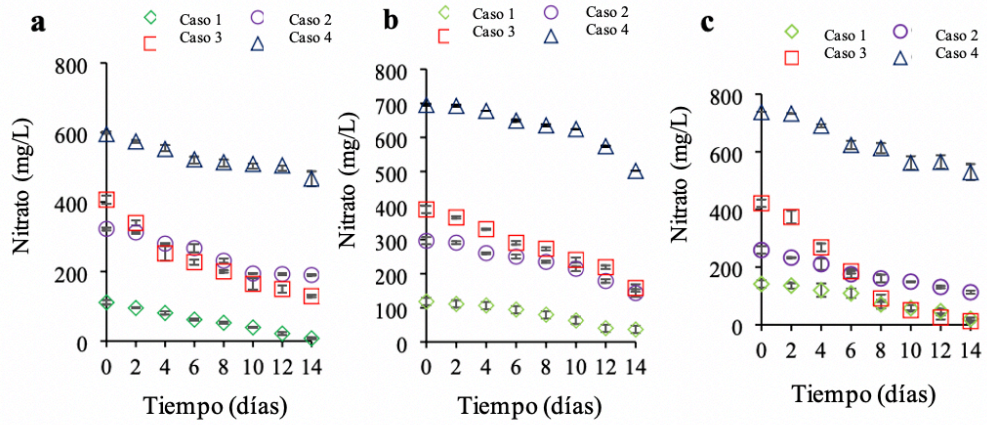 a
Caso 1
Caso 2
Caso 3
Caso 4
800
600
400
200
0
Nitrato (mg/L)
0 2 4 6 8 10 12 14
Tiempo (días)
b
Caso 1
Caso 2
Caso 3
Caso 4
800
700
600
500
400
300
200
100
0
Nitrato (mg/L)
0 2 4 6 8 10 12 14
Tiempo (días)
c
Caso 1
Caso 2
Caso 3
Caso 4
800
600
400
200
0
Nitrato (mg/L)
0 2 4 6 8 10 12 14
Tiempo (días)